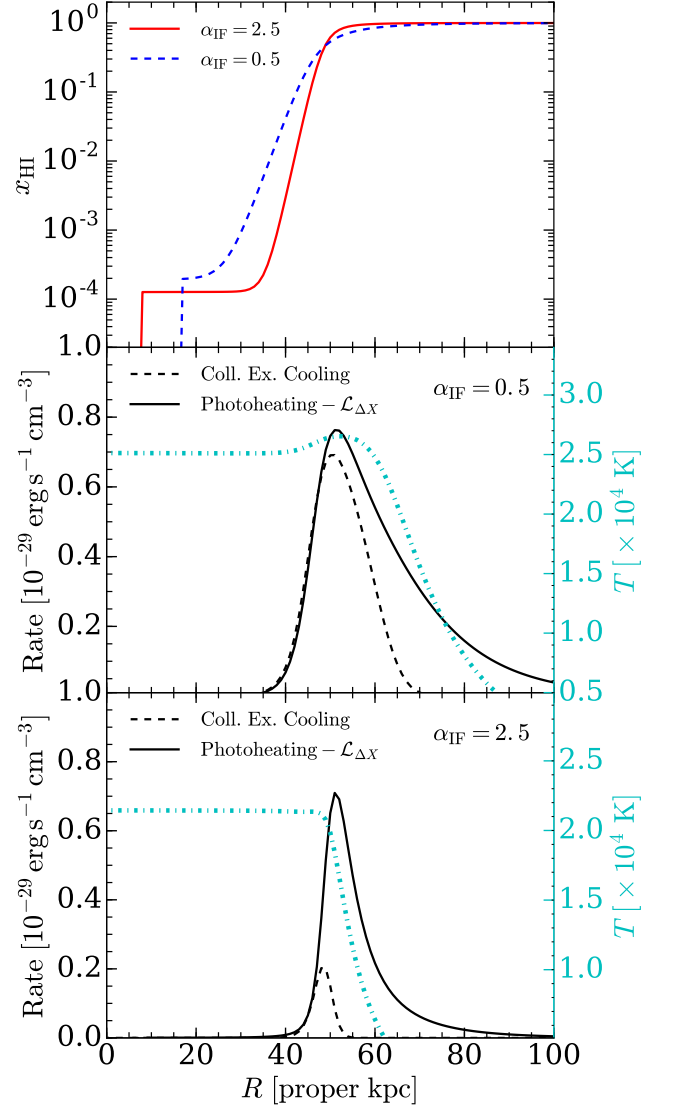 10^0
10^-1
10^-2
10^-3
10^-4
x_HI
α_IF = 2.5
α_IF = 0.5
1.0
0.8
0.6
0.4
0.2
Rate [10^-29 erg s^-1 cm^-3]
Coll. Ex. Cooling
Photoheating − ℒ_ΔX
α_IF = 0.5
3.0
2.5
2.0
1.5
1.0
0.5
T [×10^4 K]
1.0
0.8
0.6
0.4
0.2
0.0
Rate [10^-29 erg s^-1 cm^-3]
Coll. Ex. Cooling
Photoheating − ℒ_ΔX
α_IF = 2.5
2.5
2.0
1.5
1.0
T [×10^4 K]
0 20 40 60 80 100
R [proper kpc]